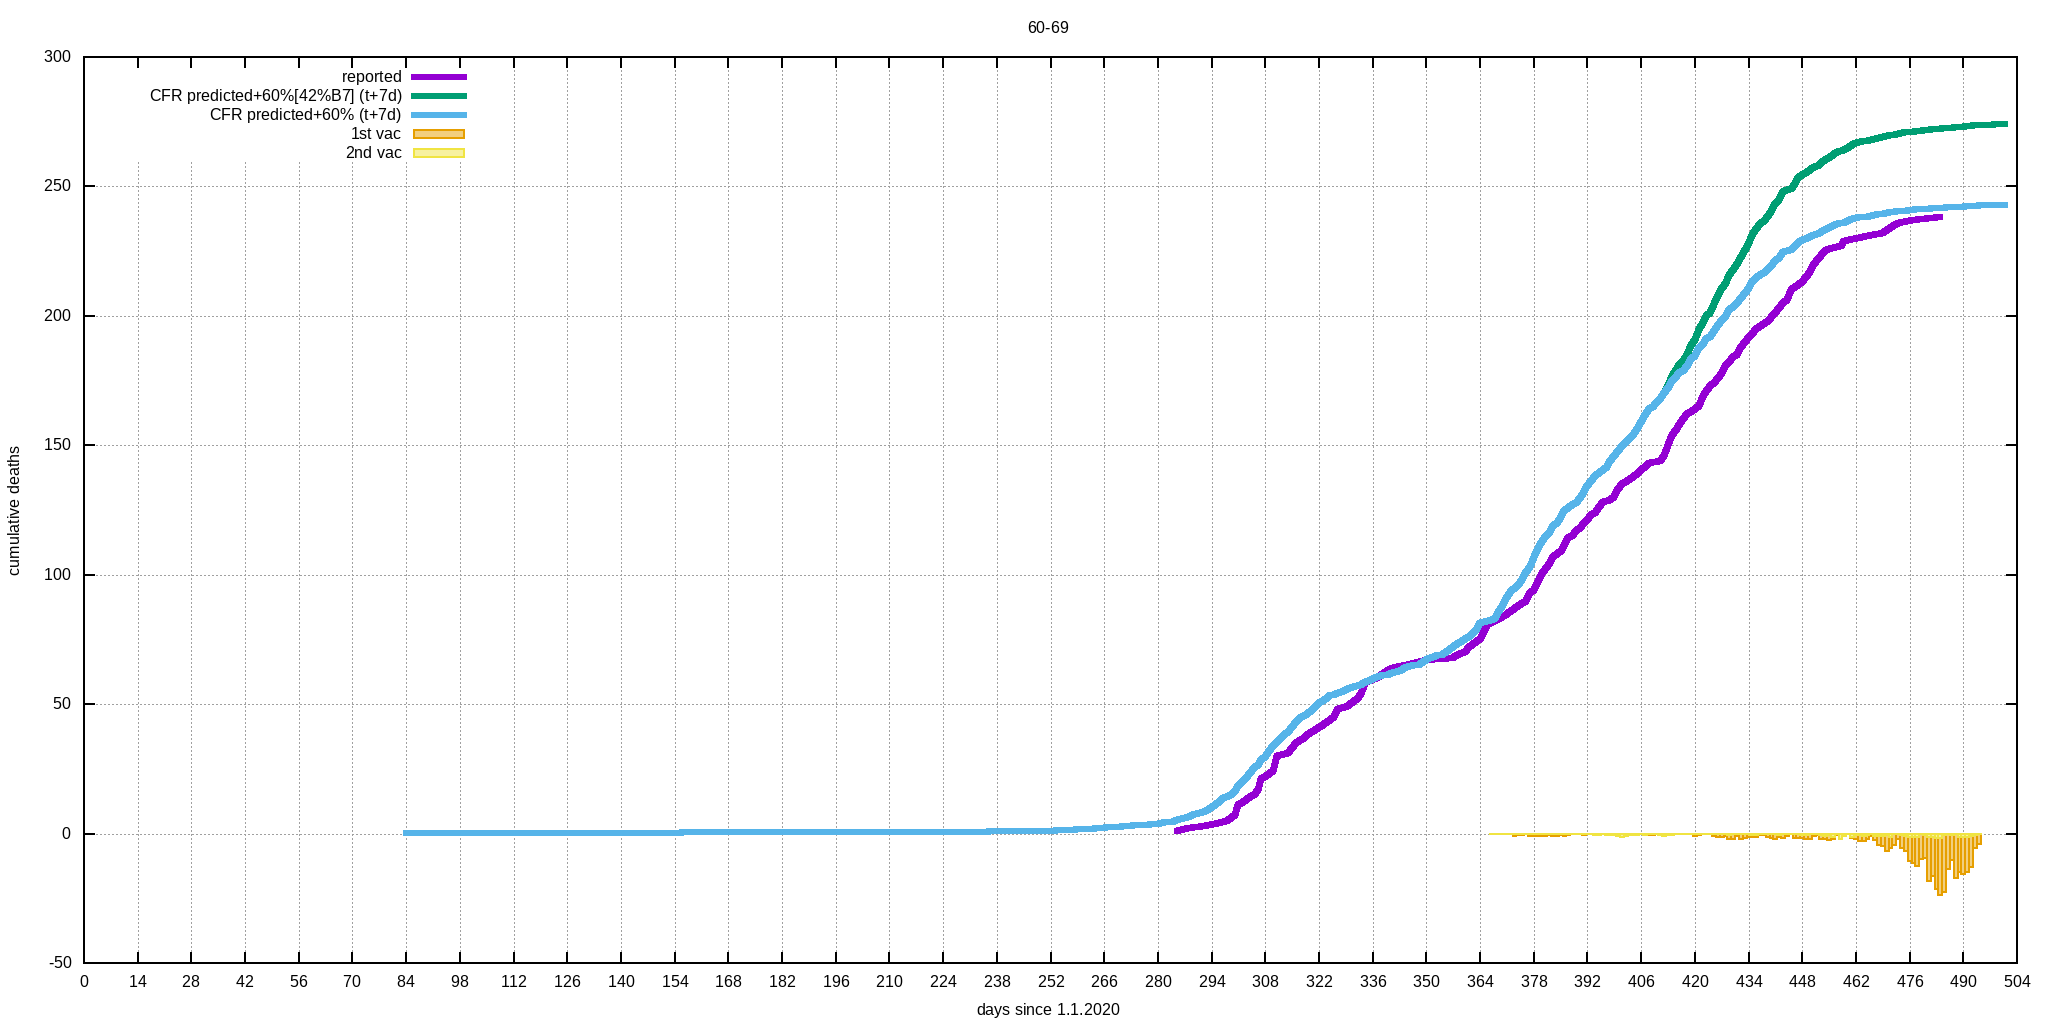 60-69
reported
CFR predicted+60%[42%B7] (t+7d)
CFR predicted+60% (t+7d)
1st vac
2nd vac
300
250
200
150
100
50
0
-50
cumulative deaths
0 14 28 42 56 70 84 98 112 126 140 154 168 182 196 210 224 238 252 266 280 294 308 322 336 350 364 378 392 406 420 434 448 462 476 490 504
days since 1.1.2020